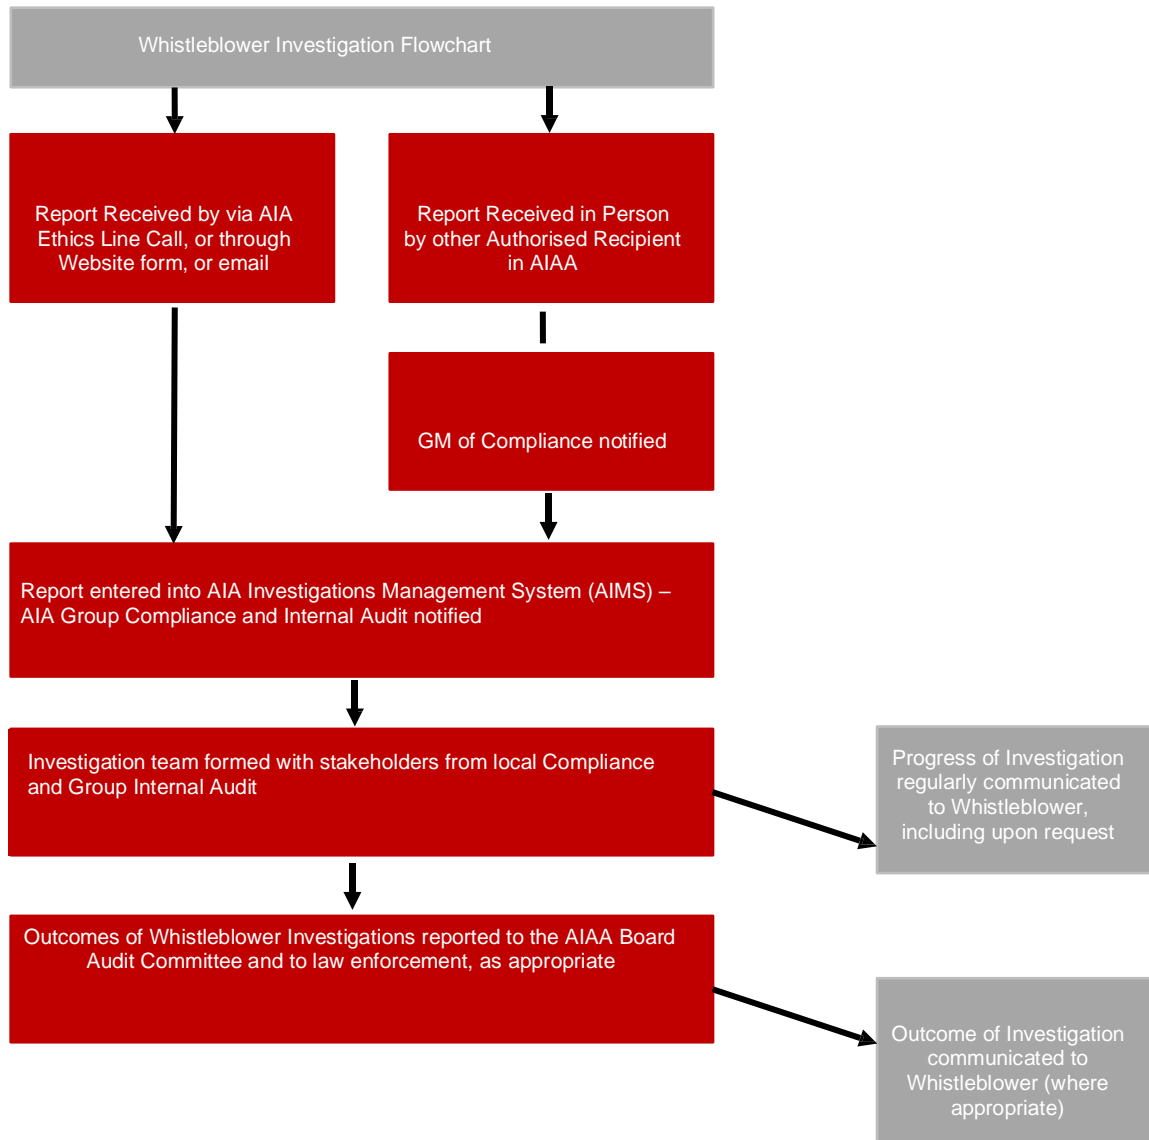 Whistleblower Investigation Flowchart
Report Received by via AIA
Ethics Line Call, or through
Website form, or email
Report Received in Person
by other Authorised Recipient
in AIAA
GM of Compliance notified
Report entered into AIA Investigations Management System (AIMS) –
AIA Group Compliance and Internal Audit notified
Investigation team formed with stakeholders from local Compliance
and Group Internal Audit
Progress of Investigation
regularly communicated
to Whistleblower,
including upon request
Outcomes of Whistleblower Investigations reported to the AIAA Board
Audit Committee and to law enforcement, as appropriate
Outcome of Investigation
communicated to
Whistleblower (where
appropriate)